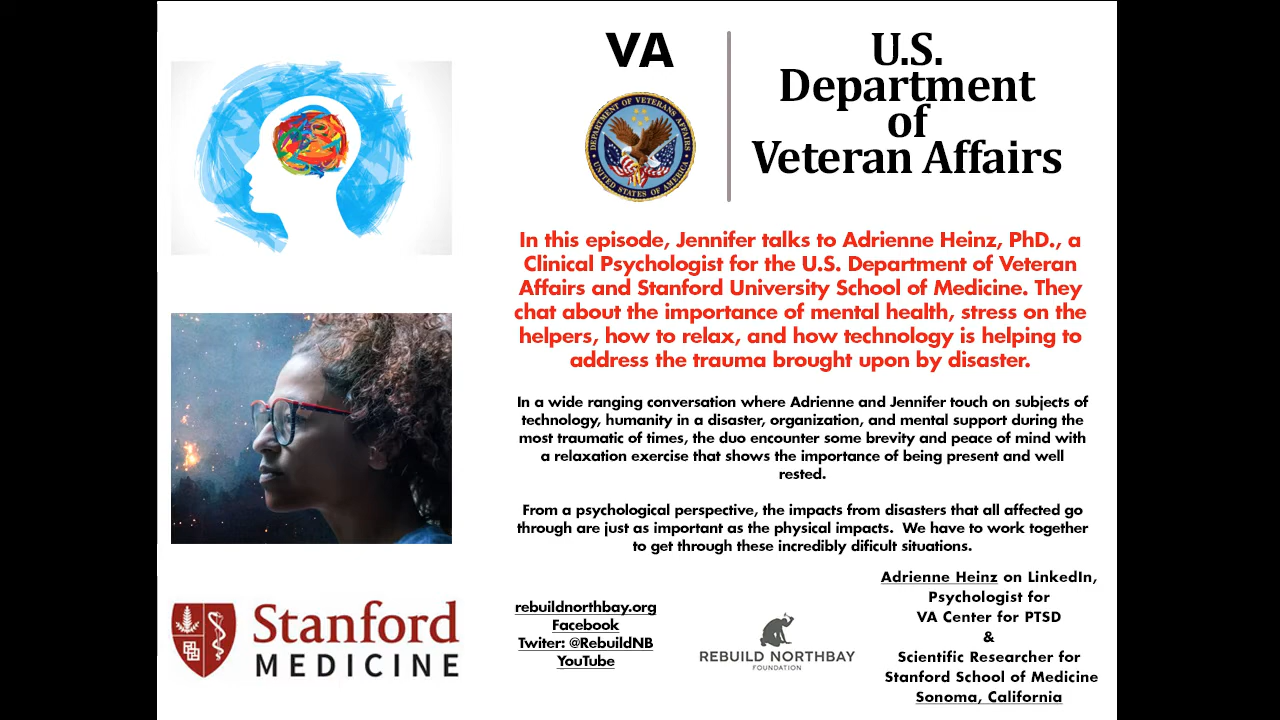 VA
DEPARTMENT OF VETERANS AFFAIRS
UNITED STATES OF AMERICA
U.S.
Department
of
Veteran Affairs
In this episode, Jennifer talks to Adrienne Heinz, PhD., a
Clinical Psychologist for the U.S. Department of Veteran
Affairs and Stanford University School of Medicine. They
chat about the importance of mental health, stress on the
helpers, how to relax, and how technology is helping to
address the trauma brought upon by disaster.
In a wide ranging conversation where Adrienne and Jennifer touch on subjects of
technology, humanity in a disaster, organization, and mental support during the
most traumatic of times, the duo encounter some brevity and peace of mind with
a relaxation exercise that shows the importance of being present and well
rested.
From a psychological perspective, the impacts from disasters that all affected go
through are just as important as the physical impacts.  We have to work together
to get through these incredibly dificult situations.
Stanford
MEDICINE
rebuildnorthbay.org
Facebook
Twiter: @RebuildNB
YouTube
REBUILD NORTHBAY
FOUNDATION
Adrienne Heinz on LinkedIn,
Psychologist for
VA Center for PTSD
&
Scientific Researcher for
Stanford School of Medicine
Sonoma, California